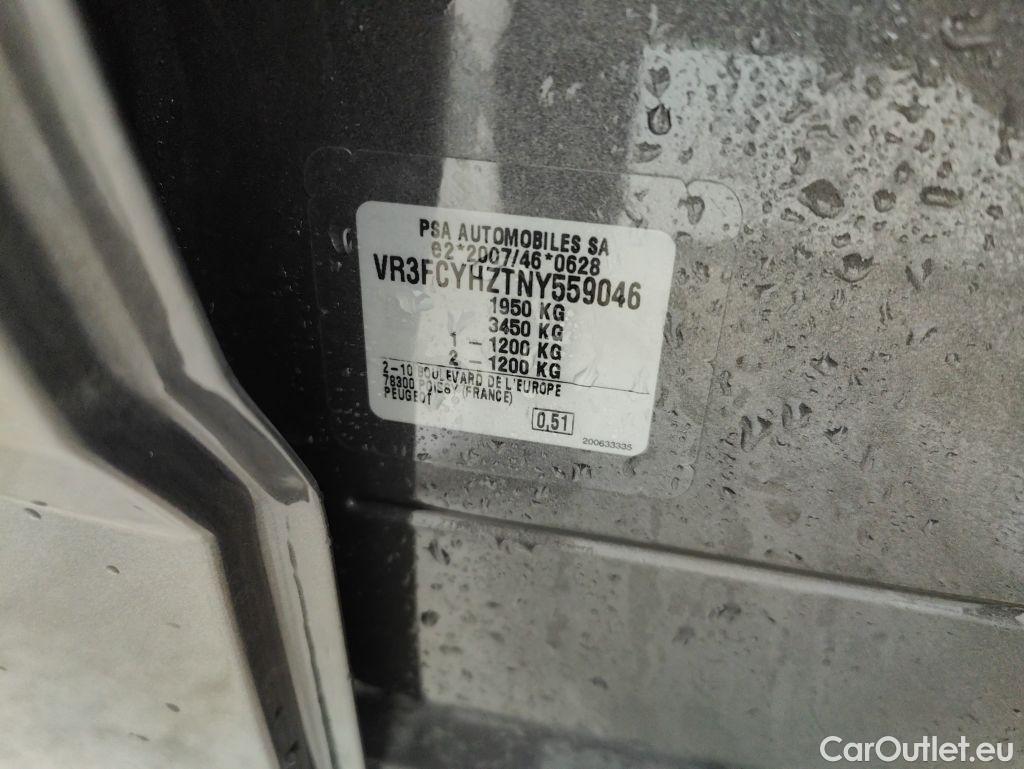 PSA AUTOMOBILES SA
e2*2007/46*0628
VR3FCYHZTNY559046
1950 KG
3450 KG
1 – 1200 KG
2 – 1200 KG
2–10 BOULEVARD DE L'EUROPE
78300 POISSY (FRANCE)
PEUGEOT
0,51
200633335
CarOutlet.eu